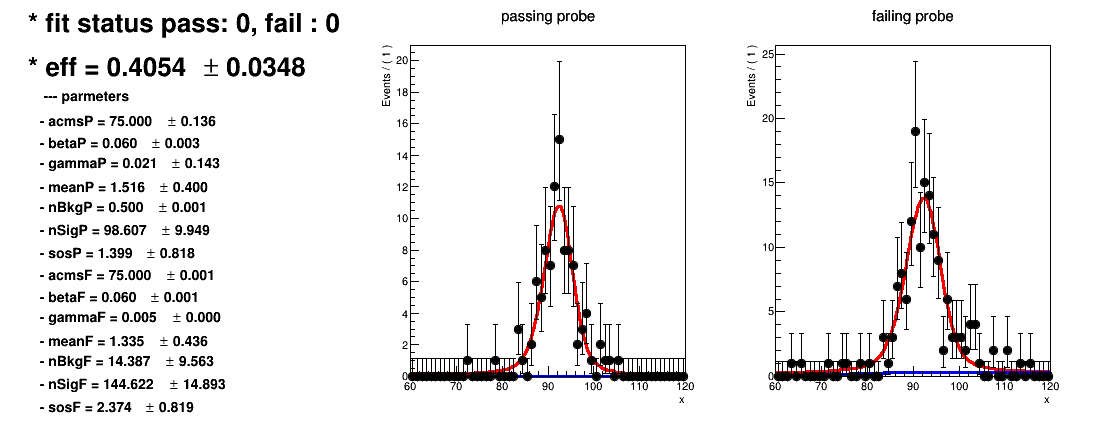 * fit status pass: 0, fail : 0
* eff = 0.4054 ± 0.0348
--- parmeters
- acmsP = 75.000 ± 0.136
- betaP = 0.060 ± 0.003
- gammaP = 0.021 ± 0.143
- meanP = 1.516 ± 0.400
- nBkgP = 0.500 ± 0.001
- nSigP = 98.607 ± 9.949
- sosP = 1.399 ± 0.818
- acmsF = 75.000 ± 0.001
- betaF = 0.060 ± 0.001
- gammaF = 0.005 ± 0.000
- meanF = 1.335 ± 0.436
- nBkgF = 14.387 ± 9.563
- nSigF = 144.622 ± 14.893
- sosF = 2.374 ± 0.819
passing probe
Events / ( 1 )
20
18
16
14
12
10
8
6
4
2
0
60 70 80 90 100 110 120
x
failing probe
Events / ( 1 )
25
20
15
10
5
0
60 70 80 90 100 110 120
x